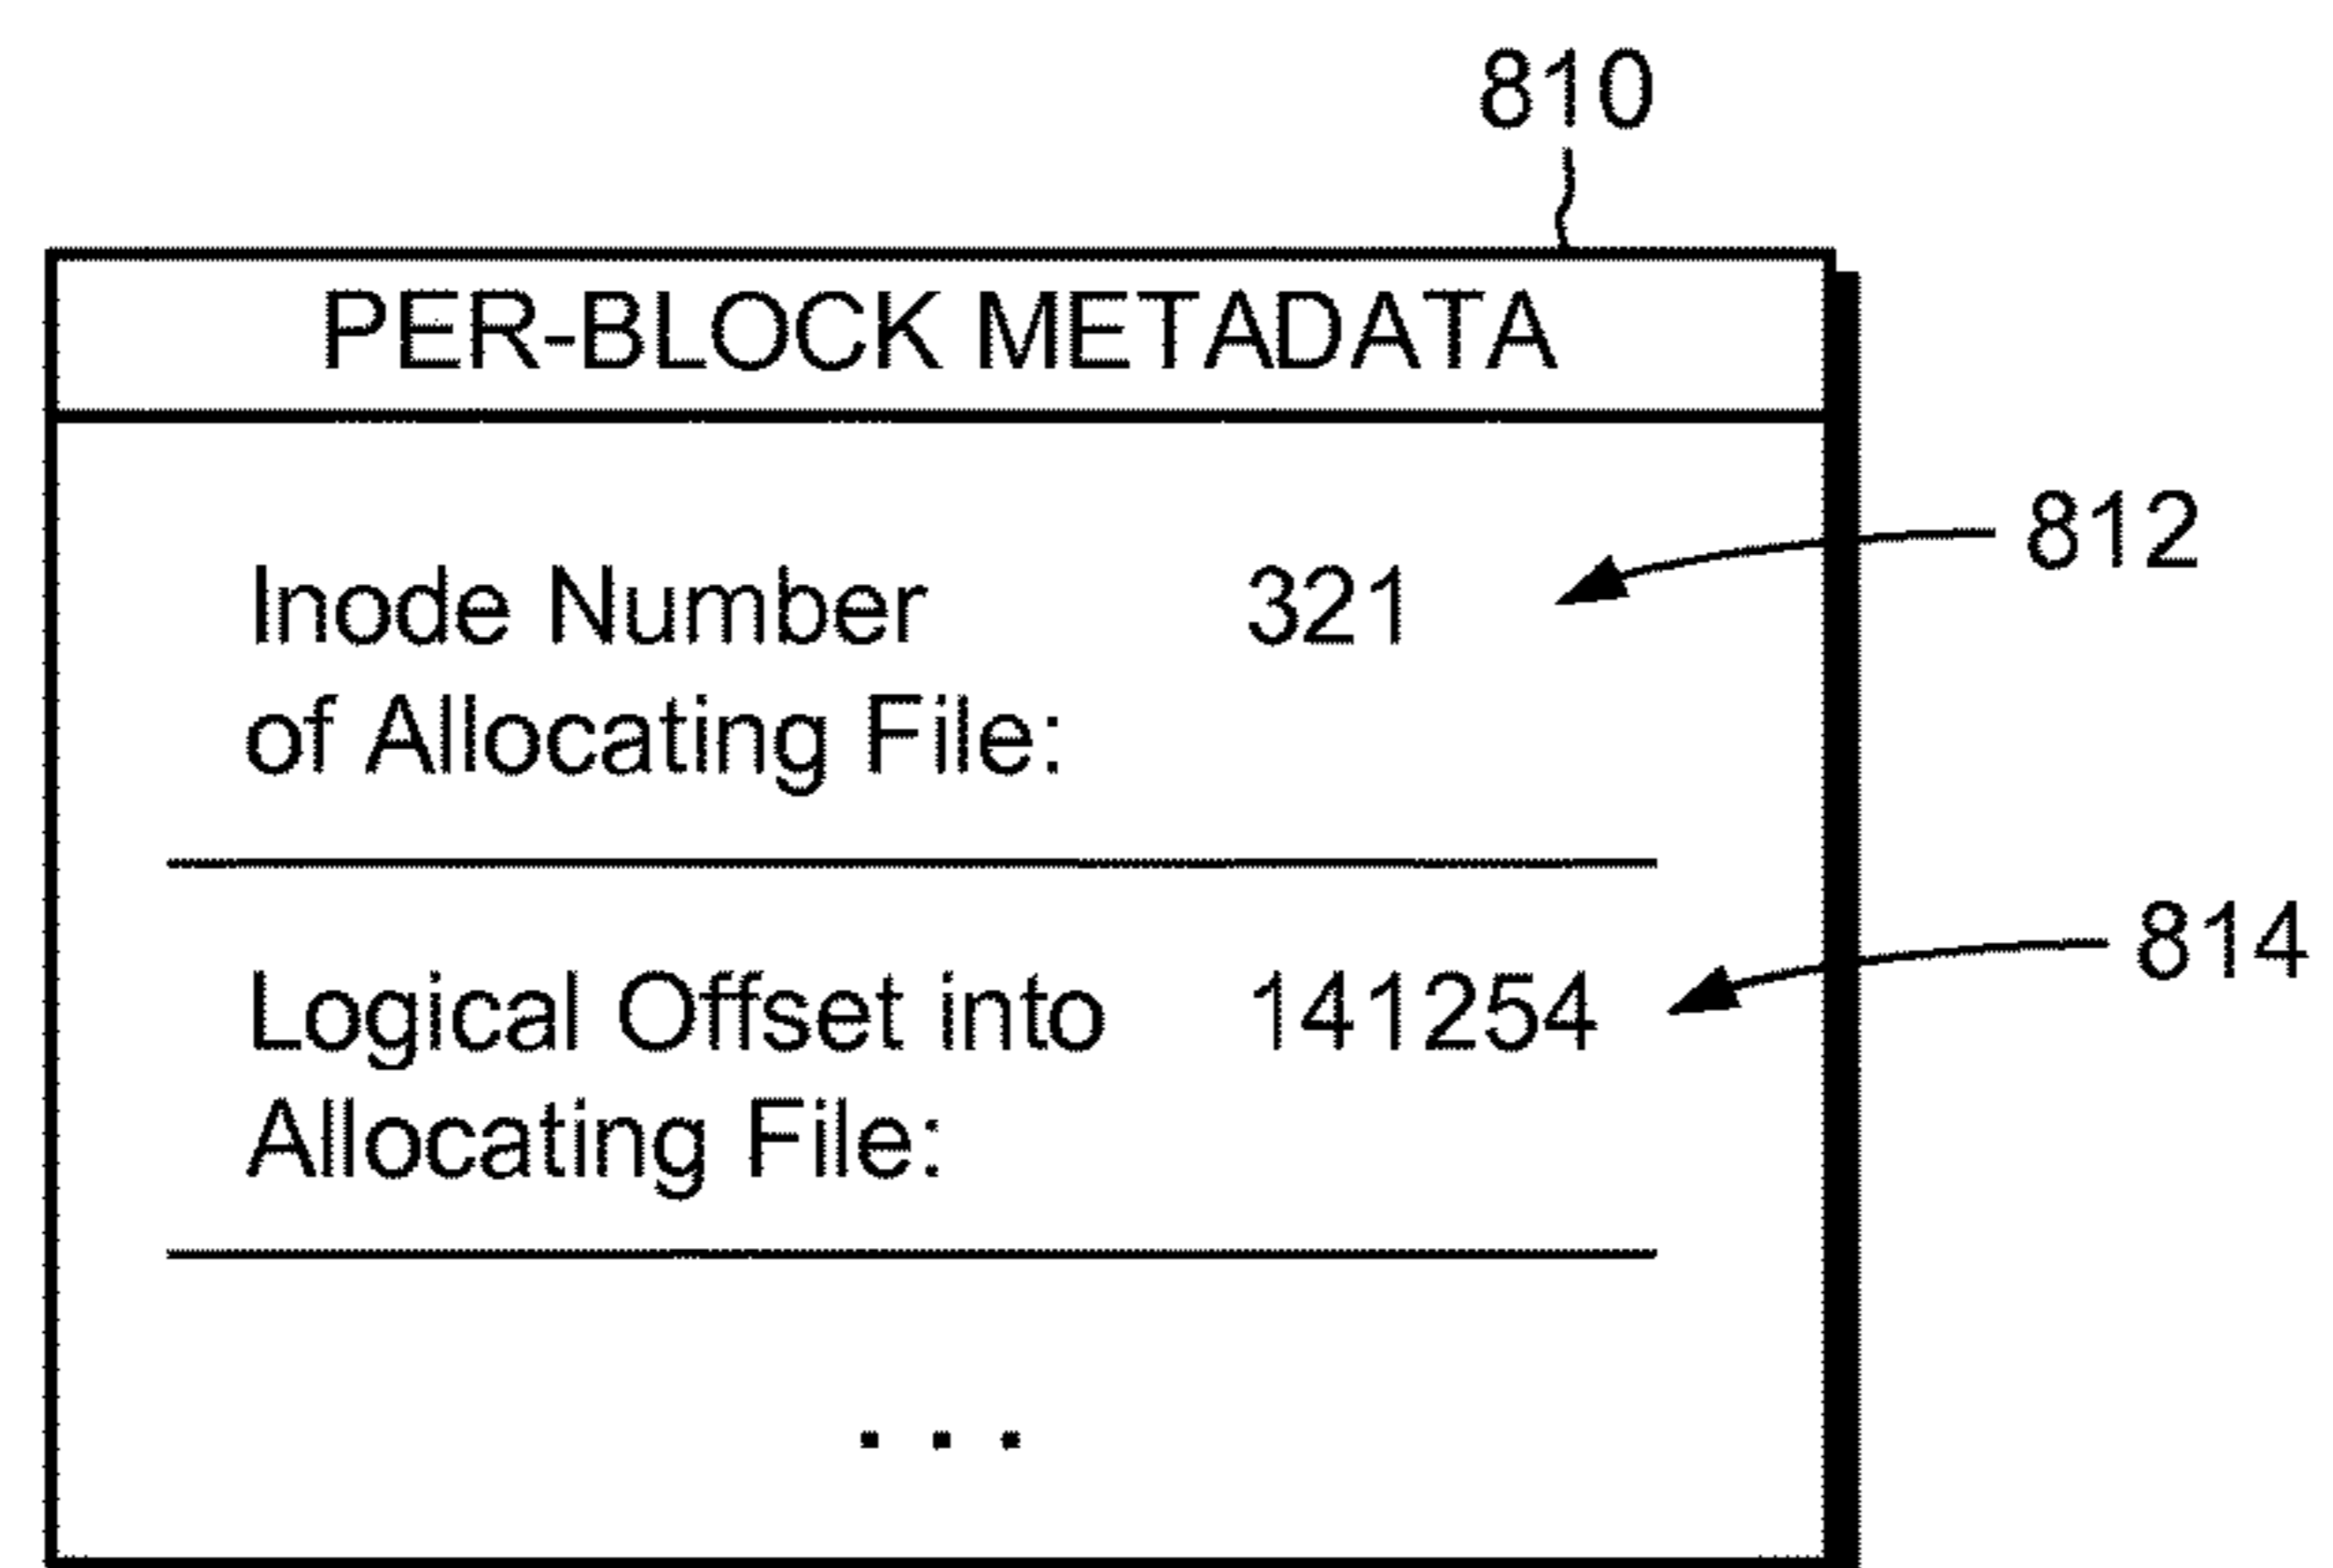 810
PER-BLOCK METADATA
Inode Number 321 812
of Allocating File:
Logical Offset into 141254 814
Allocating File:
. . .